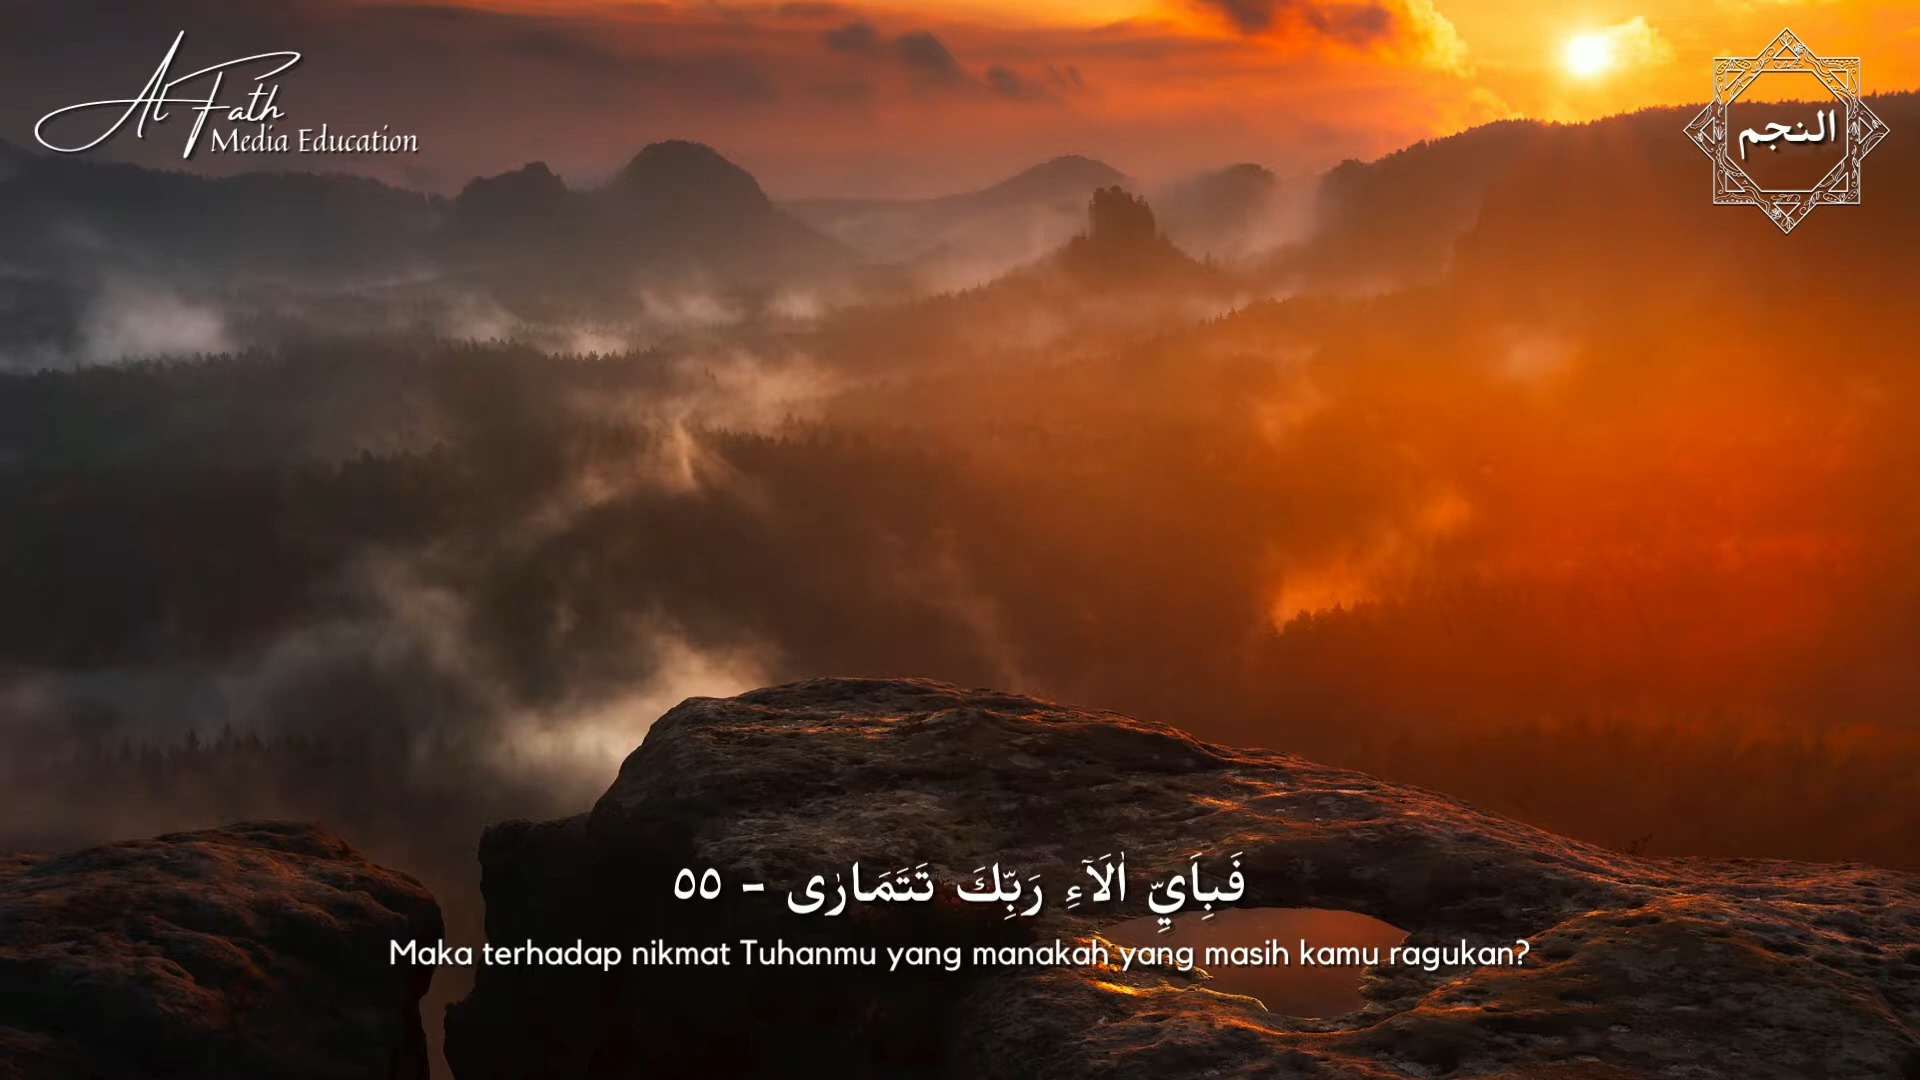 Al Fath
Media Education
النجم
فَبِاَيِّ اٰلَاۤءِ رَبِّكَ تَتَمَارٰى - ٥٥
Maka terhadap nikmat Tuhanmu yang manakah yang masih kamu ragukan?